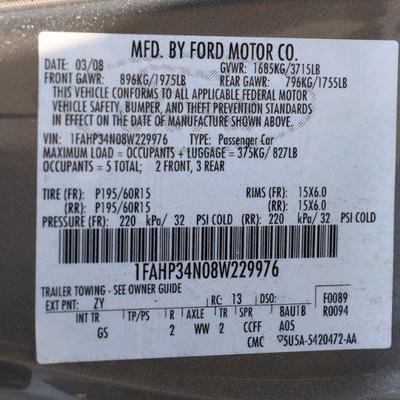 MFD. BY FORD MOTOR CO.
DATE: 03/08 GVWR: 1685KG/3715LB
FRONT GAWR: 896KG/1975LB REAR GAWR: 796KG/1755LB
THIS VEHICLE CONFORMS TO ALL APPLICABLE FEDERAL MOTOR
VEHICLE SAFETY, BUMPER, AND THEFT PREVENTION STANDARDS
IN EFFECT ON THE DATE OF MANUFACTURE SHOWN ABOVE.
VIN: 1FAHP34N08W229976 TYPE: Passenger Car
MAXIMUM LOAD = OCCUPANTS + LUGGAGE = 375KG/827LB
OCCUPANTS = 5 TOTAL; 2 FRONT, 3 REAR
TIRE (FR): P195/60R15 RIMS (FR): 15X6.0
(RR): P195/60R15 (RR): 15X6.0
PRESSURE (FR): 220 kPa/ 32 PSI COLD (RR): 220 kPa/ 32 PSI COLD
1FAHP34N08W229976
TRAILER TOWING - SEE OWNER GUIDE
EXT PNT: ZY RC: 13 DSO: F0089
INT TR TP/PS R AXLE TR SPR 8AU1B R0094
GS 2 WW 2 CCFF A05
CMC 5U5A-5420472-AA